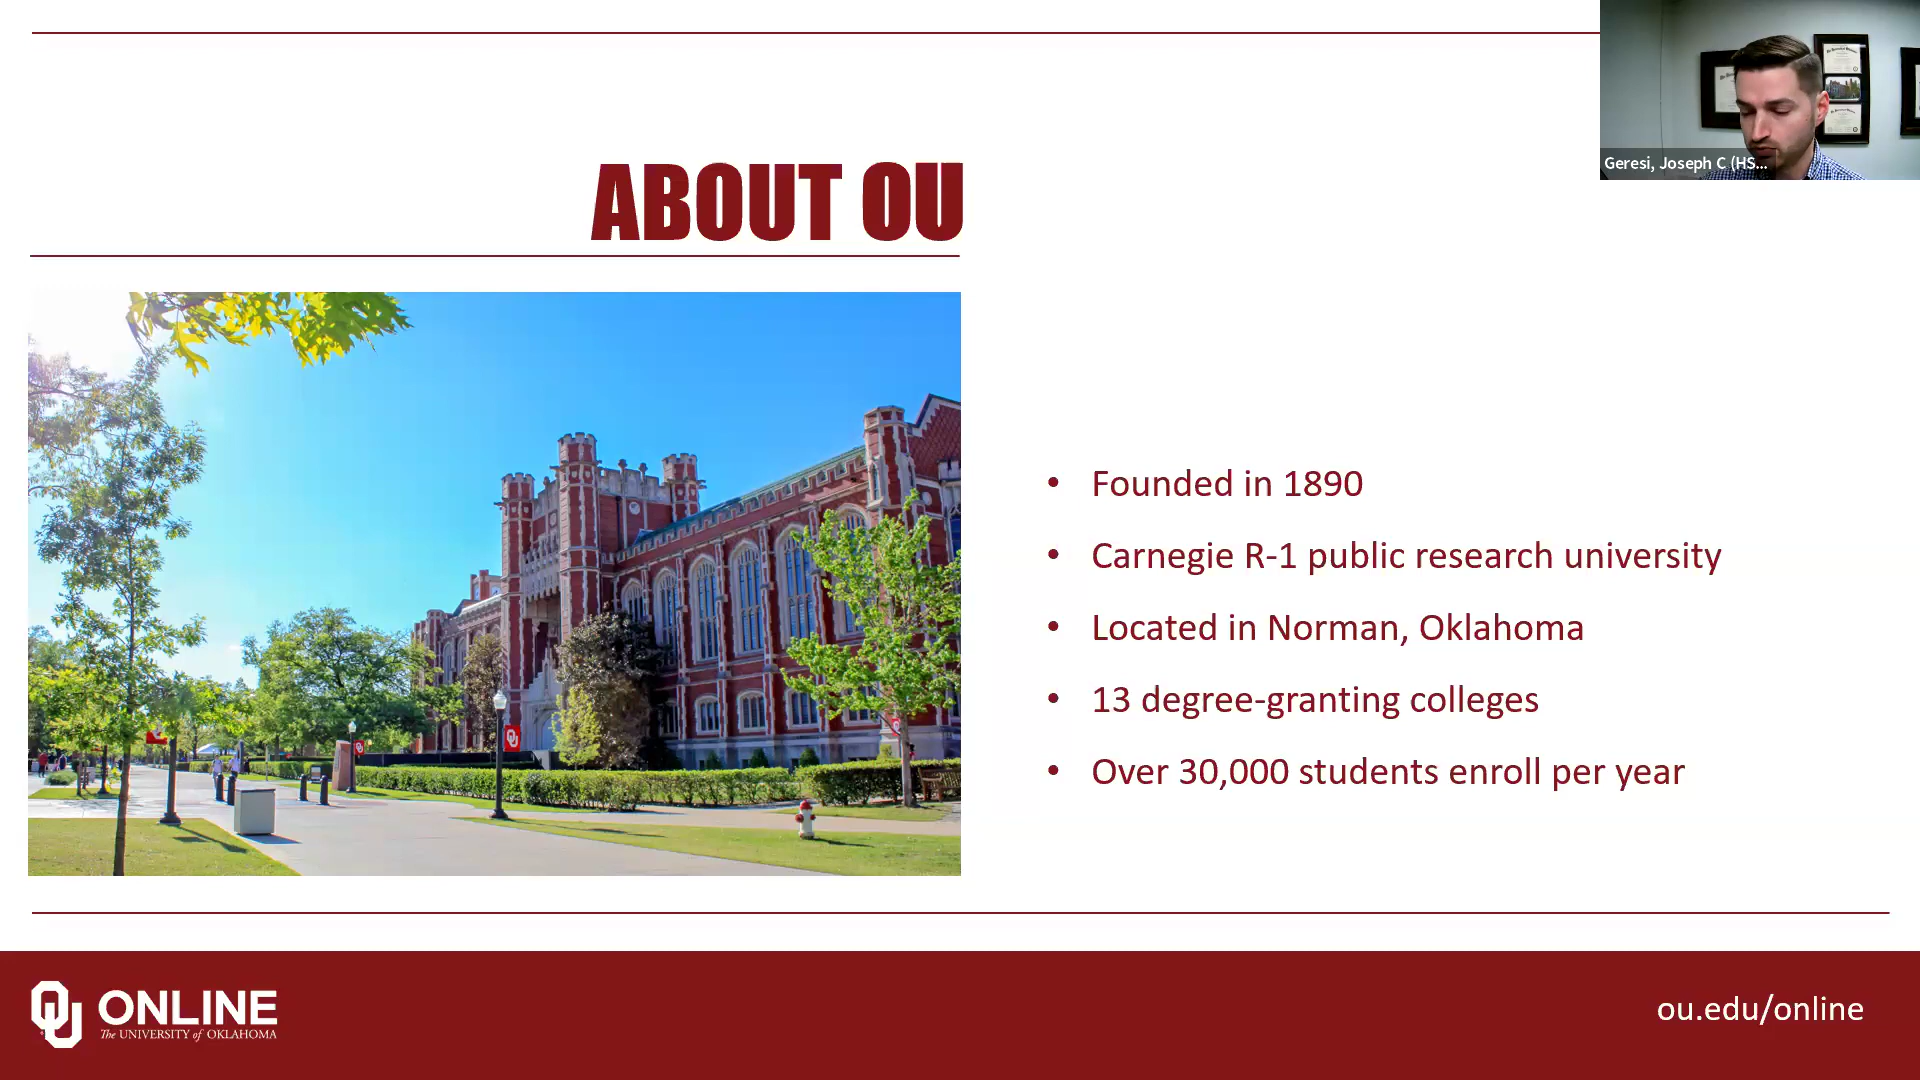 Geresi, Joseph C (HS...
ABOUT OU
• Founded in 1890
• Carnegie R-1 public research university
• Located in Norman, Oklahoma
• 13 degree-granting colleges
• Over 30,000 students enroll per year
OU ONLINE
The UNIVERSITY of OKLAHOMA
ou.edu/online